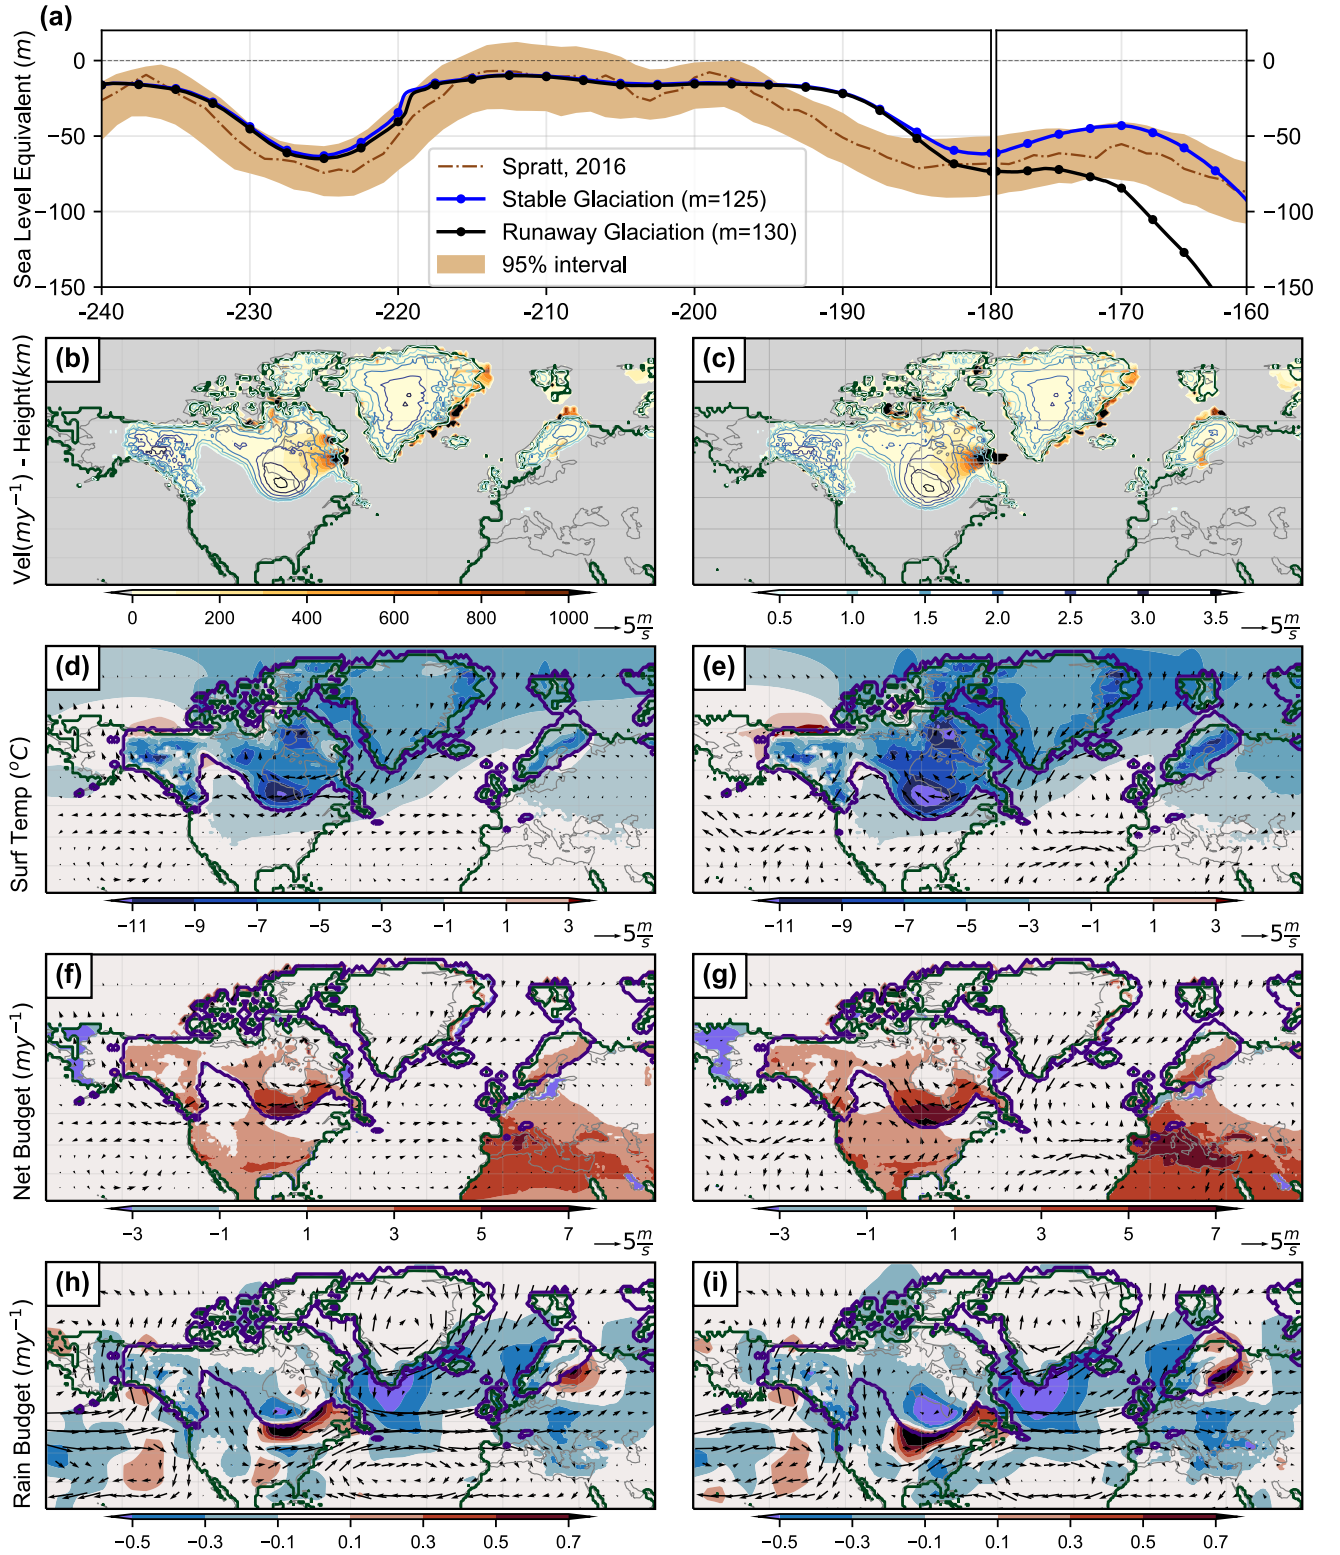 (a)
Sea Level Equivalent (m)
0
−50
−100
−150
0
−50
−100
−150
Spratt, 2016
Stable Glaciation (m=125)
Runaway Glaciation (m=130)
95% interval
-240 -230 -220 -210 -200 -190 -180 -170 -160
(b) (c)
Vel(my⁻¹) - Height(km)
0 200 400 600 800 1000 5 m/s
0.5 1.0 1.5 2.0 2.5 3.0 3.5 5 m/s
(d) (e)
Surf Temp (°C)
−11 −9 −7 −5 −3 −1 1 3 5 m/s
−11 −9 −7 −5 −3 −1 1 3 5 m/s
(f) (g)
Net Budget (my⁻¹)
−3 −1 1 3 5 7 5 m/s
−3 −1 1 3 5 7 5 m/s
(h) (i)
Rain Budget (my⁻¹)
−0.5 −0.3 −0.1 0.1 0.3 0.5 0.7
−0.5 −0.3 −0.1 0.1 0.3 0.5 0.7